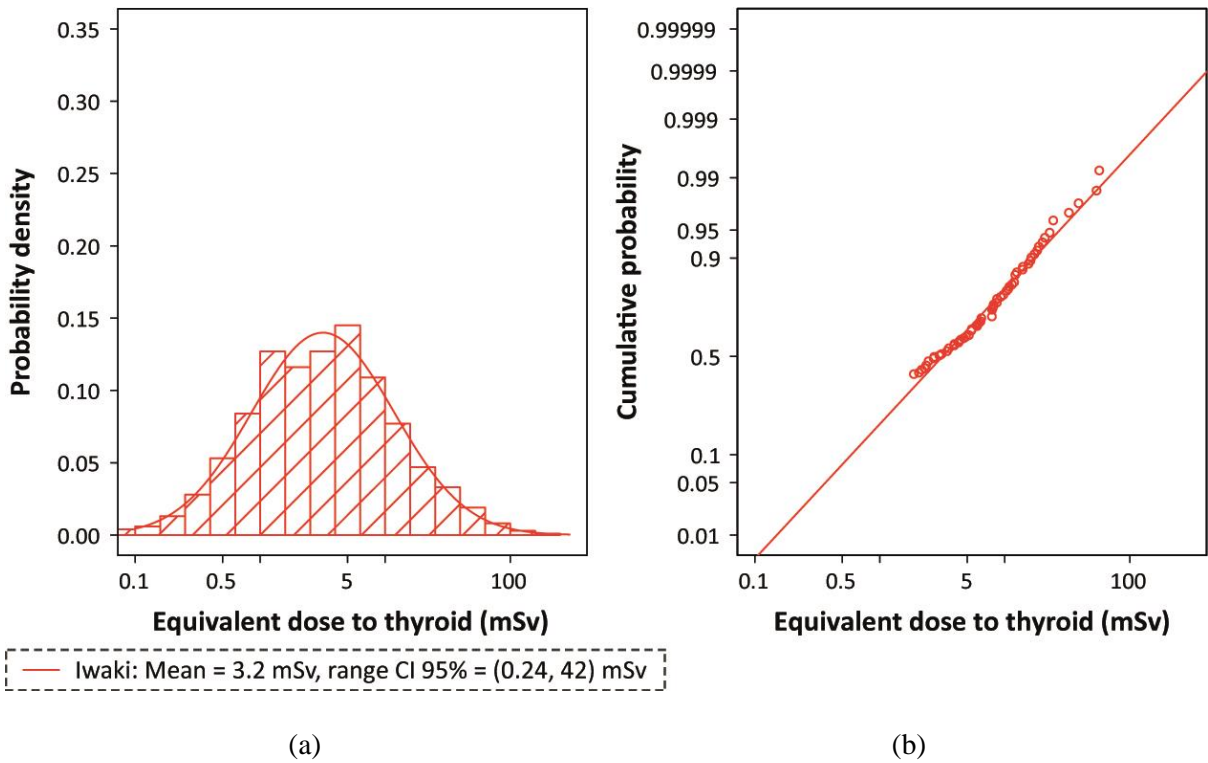 0.35
0.30
0.25
0.20
0.15
0.10
0.05
0.00
Probability density
0.1 0.5 5 100
Equivalent dose to thyroid (mSv)
Iwaki: Mean = 3.2 mSv, range CI 95% = (0.24, 42) mSv
(a)
0.99999
0.9999
0.999
0.99
0.95
0.9
0.5
0.1
0.05
0.01
Cumulative probability
0.1 0.5 5 100
Equivalent dose to thyroid (mSv)
(b)